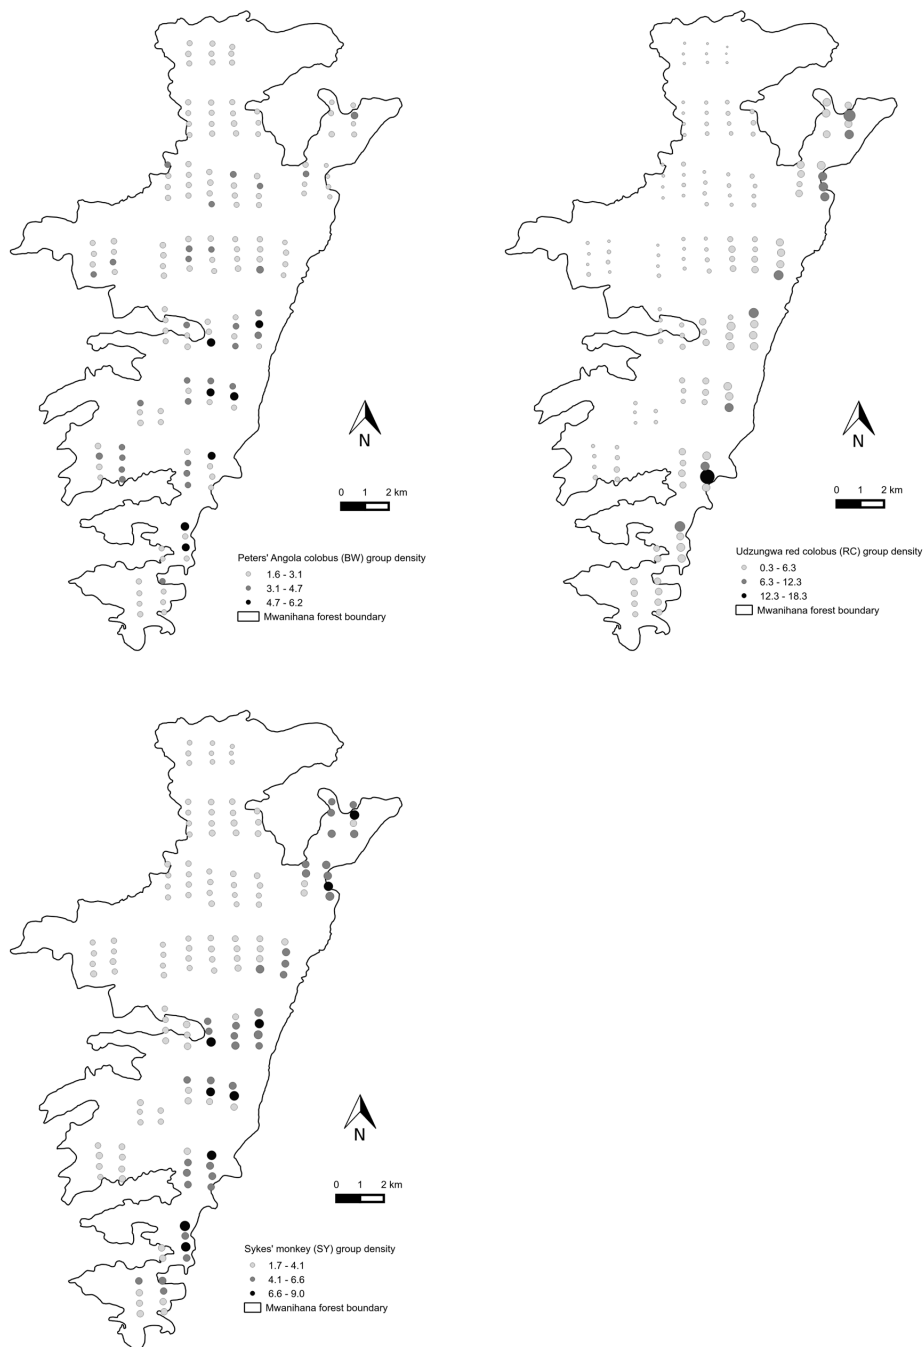 N
0 1 2 km
Peters' Angola colobus (BW) group density
1.6 - 3.1
3.1 - 4.7
4.7 - 6.2
Mwanihana forest boundary
N
0 1 2 km
Udzungwa red colobus (RC) group density
0.3 - 6.3
6.3 - 12.3
12.3 - 18.3
Mwanihana forest boundary
N
0 1 2 km
Sykes' monkey (SY) group density
1.7 - 4.1
4.1 - 6.6
6.6 - 9.0
Mwanihana forest boundary